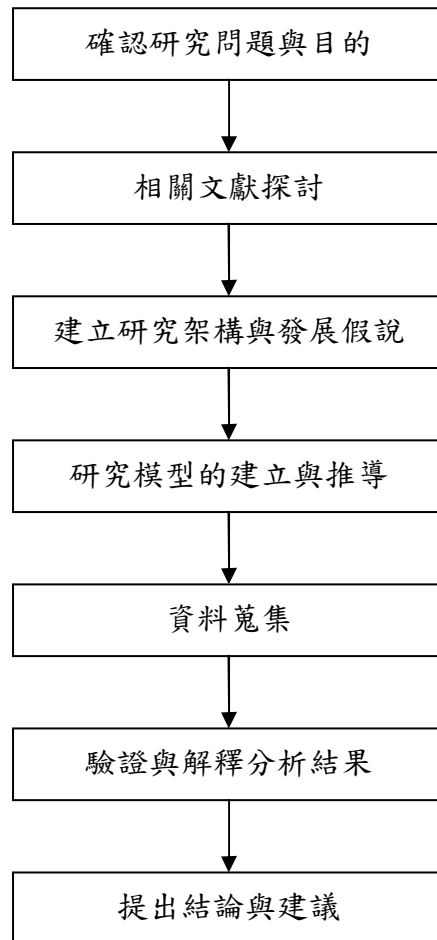 確認研究問題與目的
相關文獻探討
建立研究架構與發展假說
研究模型的建立與推導
資料蒐集
驗證與解釋分析結果
提出結論與建議